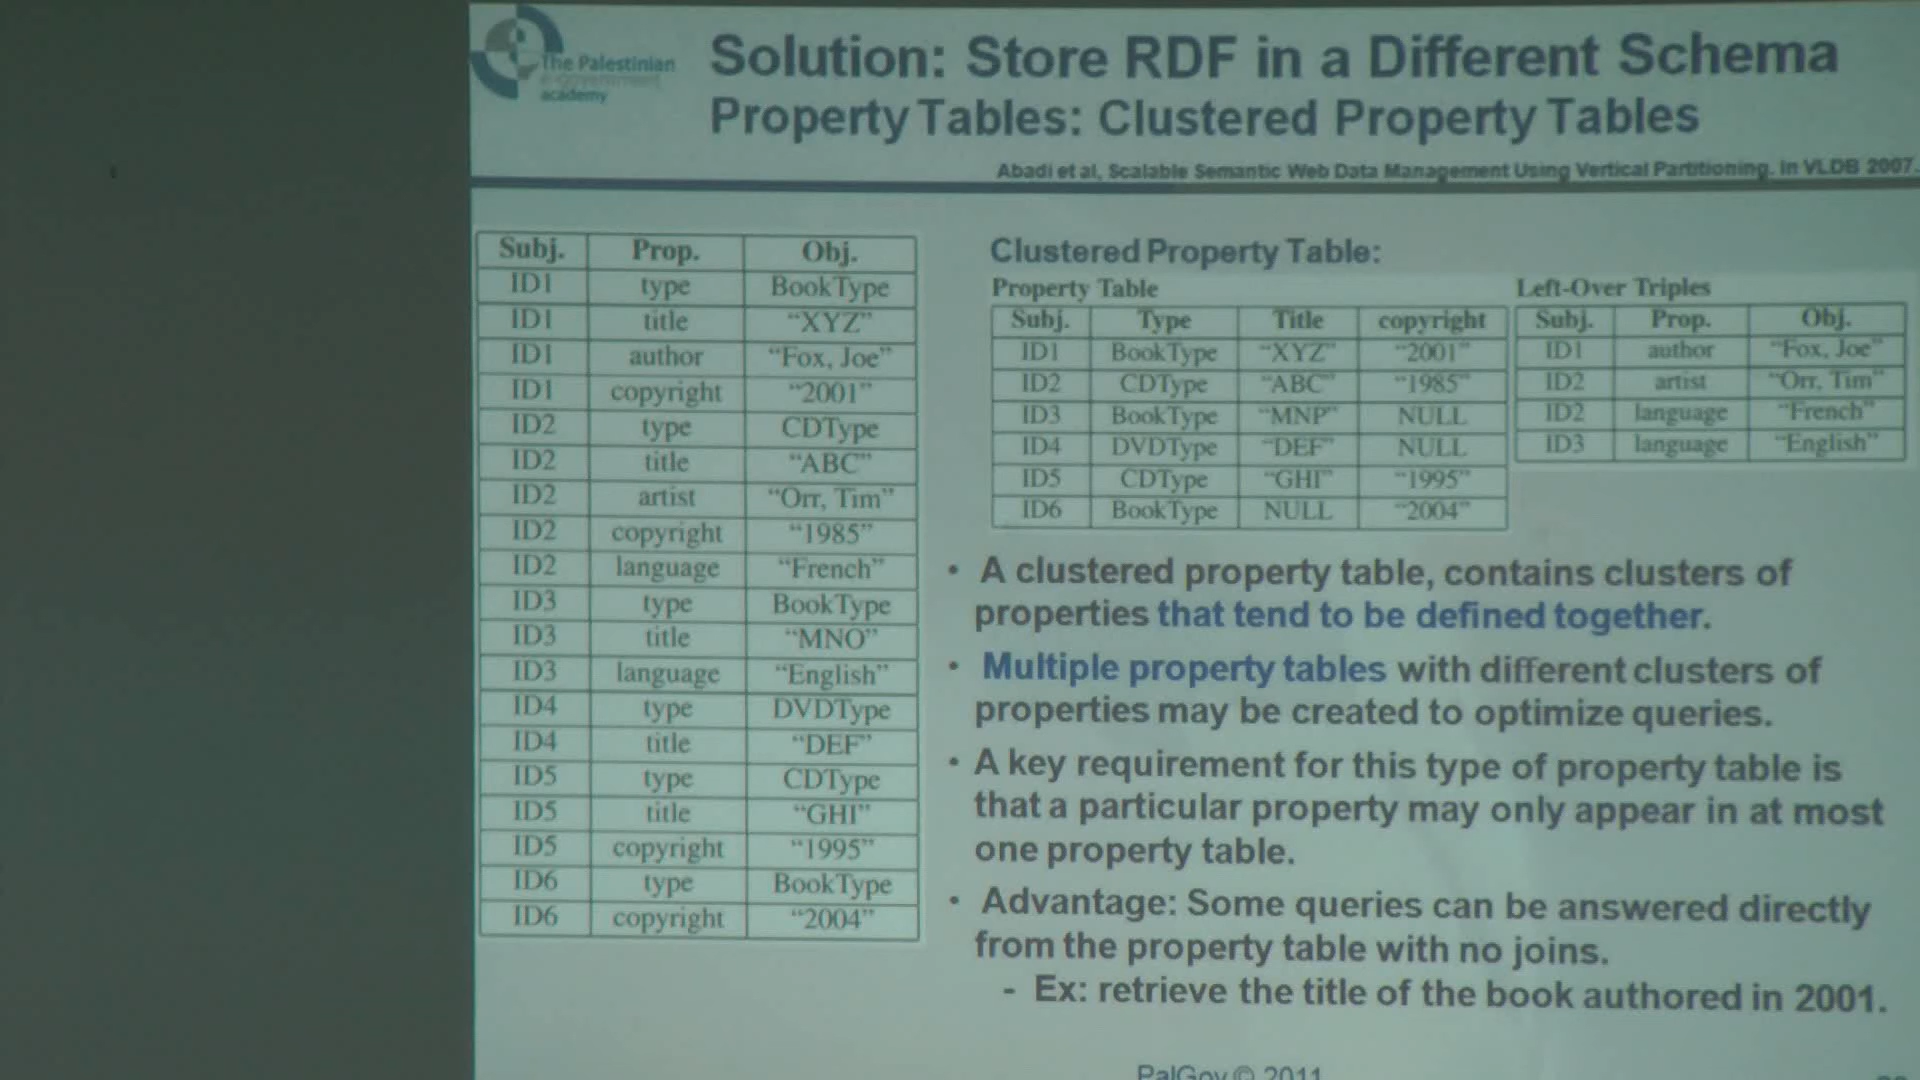 The Palestinian
e-government
academy
Solution: Store RDF in a Different Schema
Property Tables: Clustered Property Tables
Abadi et al, Scalable Semantic Web Data Management Using Vertical Partitioning. In VLDB 2007.
Subj. Prop. Obj.
ID1 type BookType
ID1 title “XYZ”
ID1 author “Fox, Joe”
ID1 copyright “2001”
ID2 type CDType
ID2 title “ABC”
ID2 artist “Orr, Tim”
ID2 copyright “1985”
ID2 language “French”
ID3 type BookType
ID3 title “MNO”
ID3 language “English”
ID4 type DVDType
ID4 title “DEF”
ID5 type CDType
ID5 title “GHI”
ID5 copyright “1995”
ID6 type BookType
ID6 copyright “2004”
Clustered Property Table:
Property Table
Subj. Type Title copyright
ID1 BookType “XYZ” “2001”
ID2 CDType “ABC” “1985”
ID3 BookType “MNP” NULL
ID4 DVDType “DEF” NULL
ID5 CDType “GHI” “1995”
ID6 BookType NULL “2004”
Left-Over Triples
Subj. Prop. Obj.
ID1 author “Fox, Joe”
ID2 artist “Orr, Tim”
ID2 language “French”
ID3 language “English”
• A clustered property table, contains clusters of
properties that tend to be defined together.
• Multiple property tables with different clusters of
properties may be created to optimize queries.
• A key requirement for this type of property table is
that a particular property may only appear in at most
one property table.
• Advantage: Some queries can be answered directly
from the property table with no joins.
- Ex: retrieve the title of the book authored in 2001.
PalGov © 2011